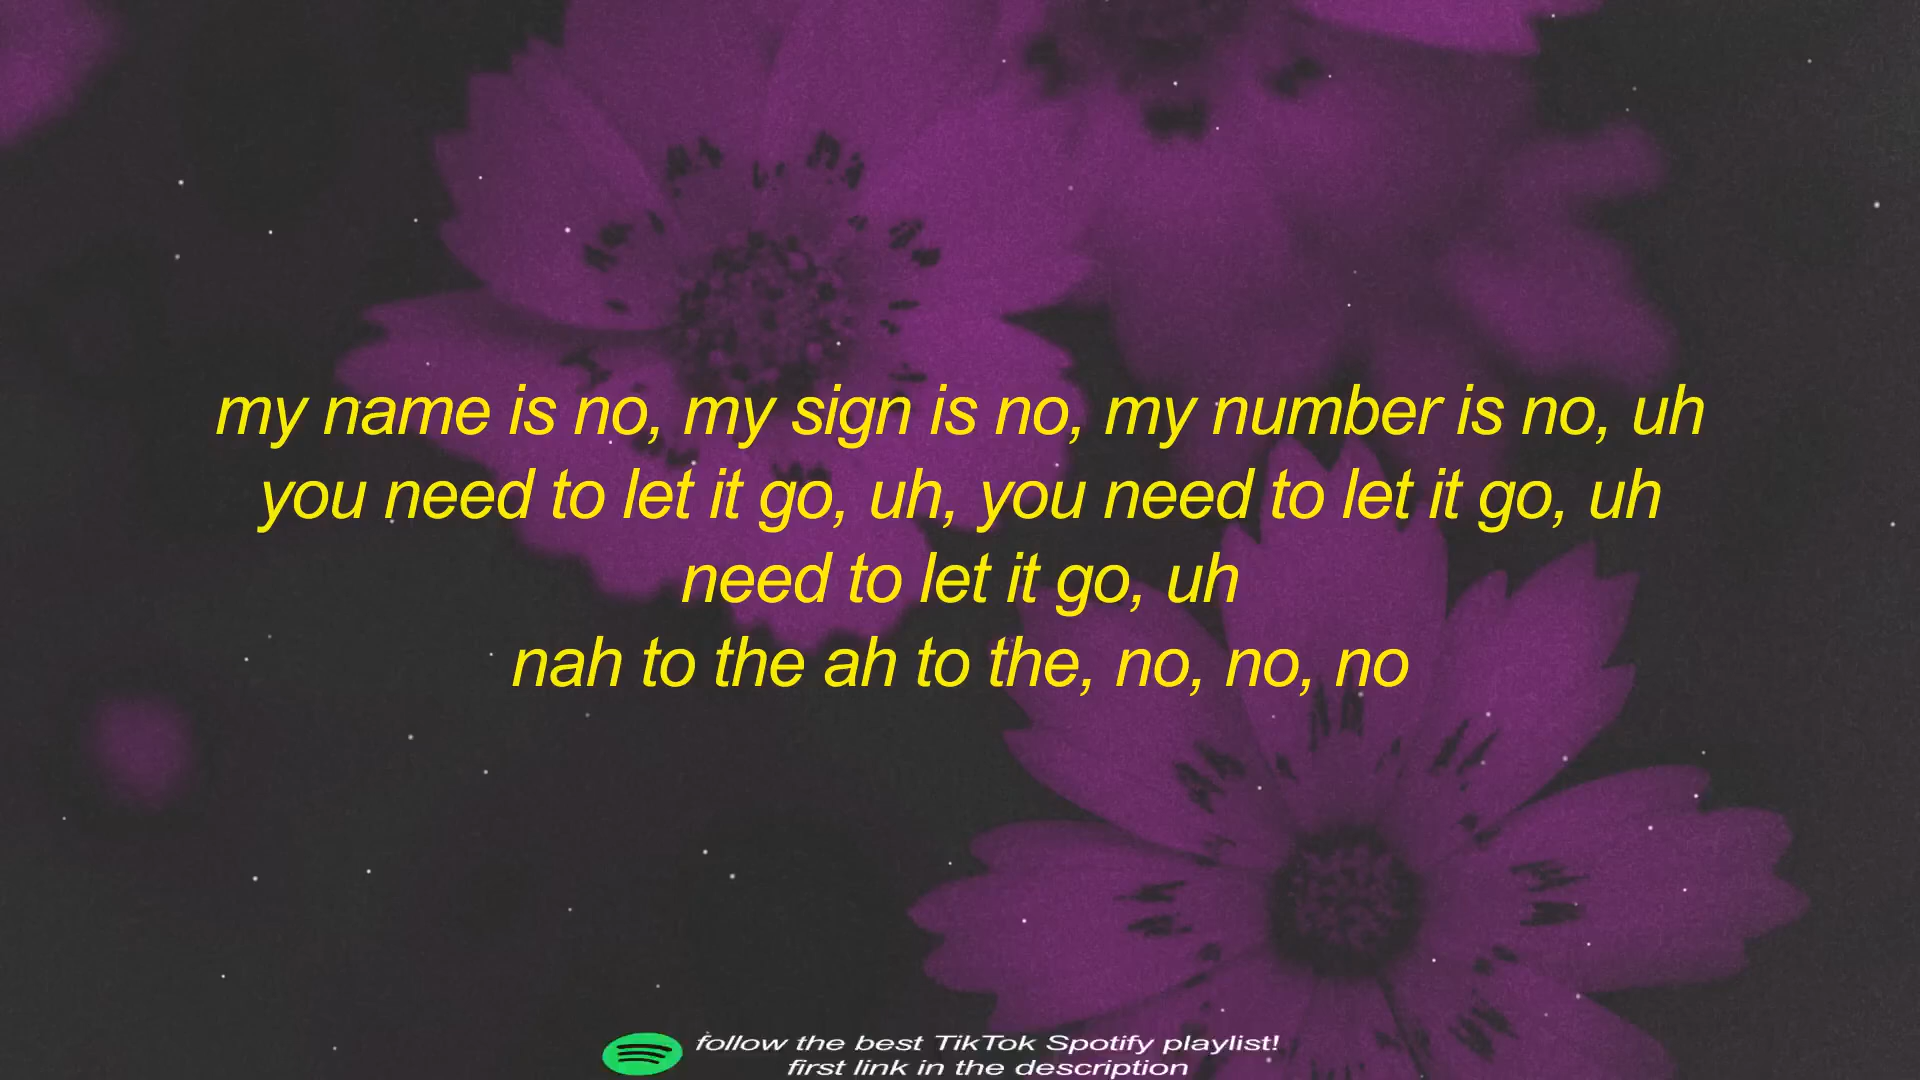 my name is no, my sign is no, my number is no, uh
you need to let it go, uh, you need to let it go, uh
need to let it go, uh
nah to the ah to the, no, no, no
follow the best TikTok Spotify playlist!
first link in the description